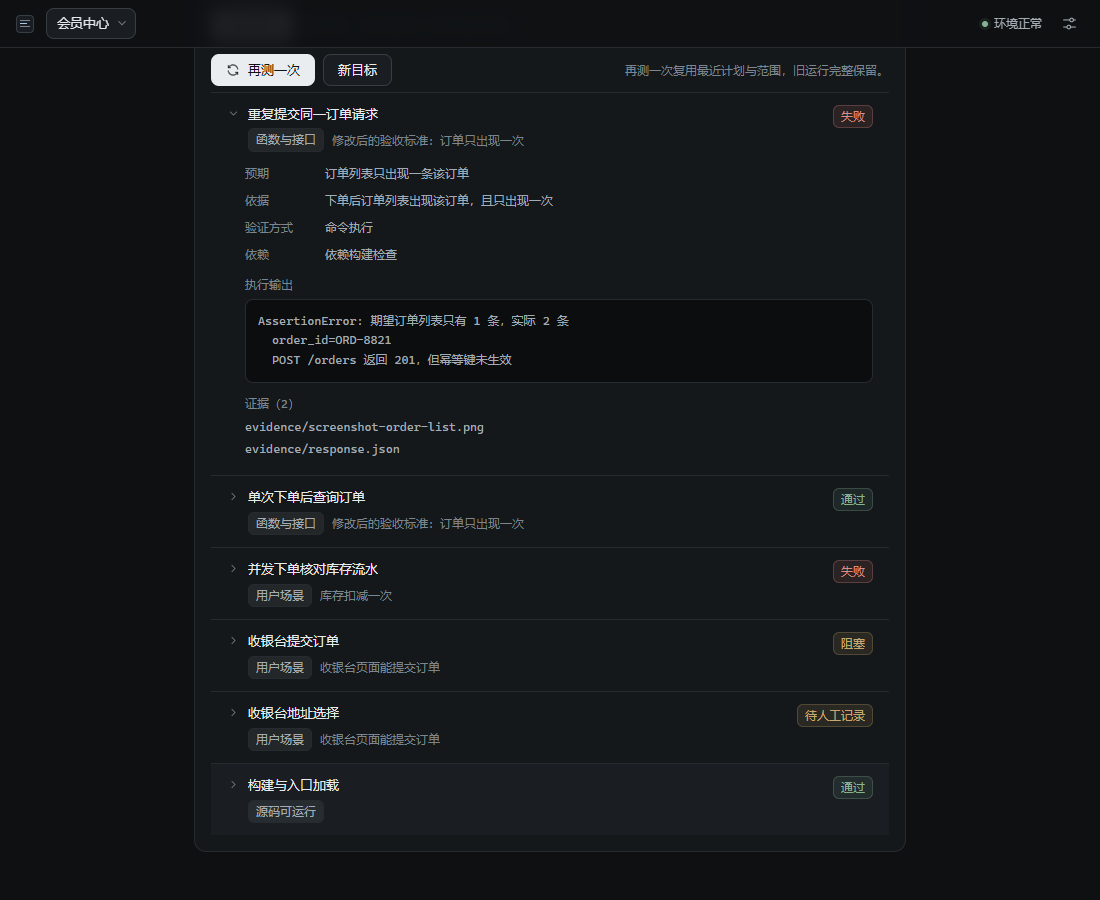 会员中心
环境正常
再测一次
新目标
再测一次复用最近计划与范围，旧运行完整保留。
重复提交同一订单请求
失败
函数与接口 修改后的验收标准：订单只出现一次
预期 订单列表只出现一条该订单
依据 下单后订单列表出现该订单，且只出现一次
验证方式 命令执行
依赖 依赖构建检查
执行输出
AssertionError: 期望订单列表只有 1 条，实际 2 条
order_id=ORD-8821
POST /orders 返回 201，但幂等键未生效
证据（2）
evidence/screenshot-order-list.png
evidence/response.json
单次下单后查询订单
通过
函数与接口 修改后的验收标准：订单只出现一次
并发下单核对库存流水
失败
用户场景 库存扣减一次
收银台提交订单
阻塞
用户场景 收银台页面能提交订单
收银台地址选择
待人工记录
用户场景 收银台页面能提交订单
构建与入口加载
通过
源码可运行